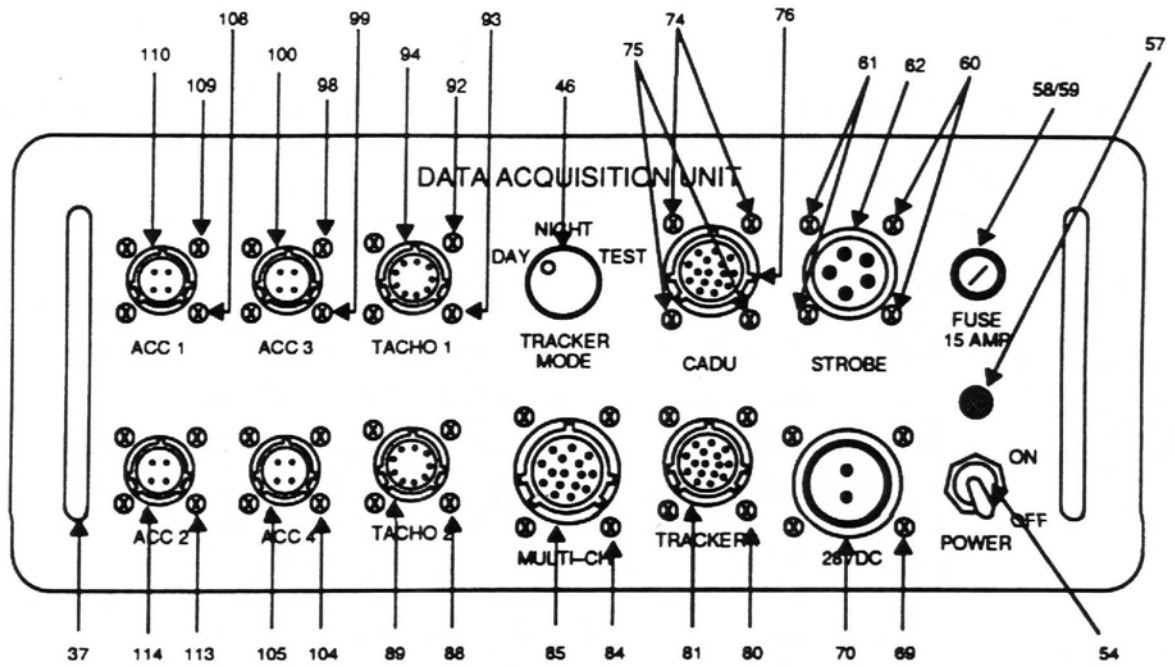 108 99 93 74 76
110 100 94 75 57
109 98 92 46 61 62 60 58/59
DATA ACQUISITION UNIT
NIGHT
DAY TEST
FUSE
15 AMP
ACC 1 ACC 3 TACHO 1 TRACKER
MODE CADU STROBE
ON
OFF
ACC 2 ACC 4 TACHO 2 MULTI-CH TRACKER 28VDC POWER
37 114 113 105 104 89 88 85 84 81 80 70 69 54